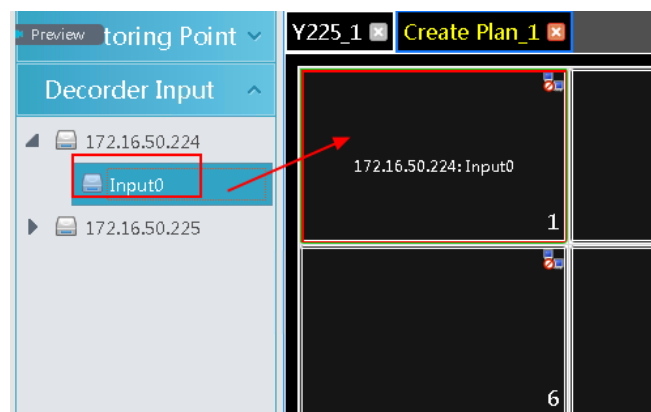 Preview
toring Point
Y225_1 Create Plan_1
Decorder Input
172.16.50.224
Input0
172.16.50.225
172.16.50.224: Input0
1
6